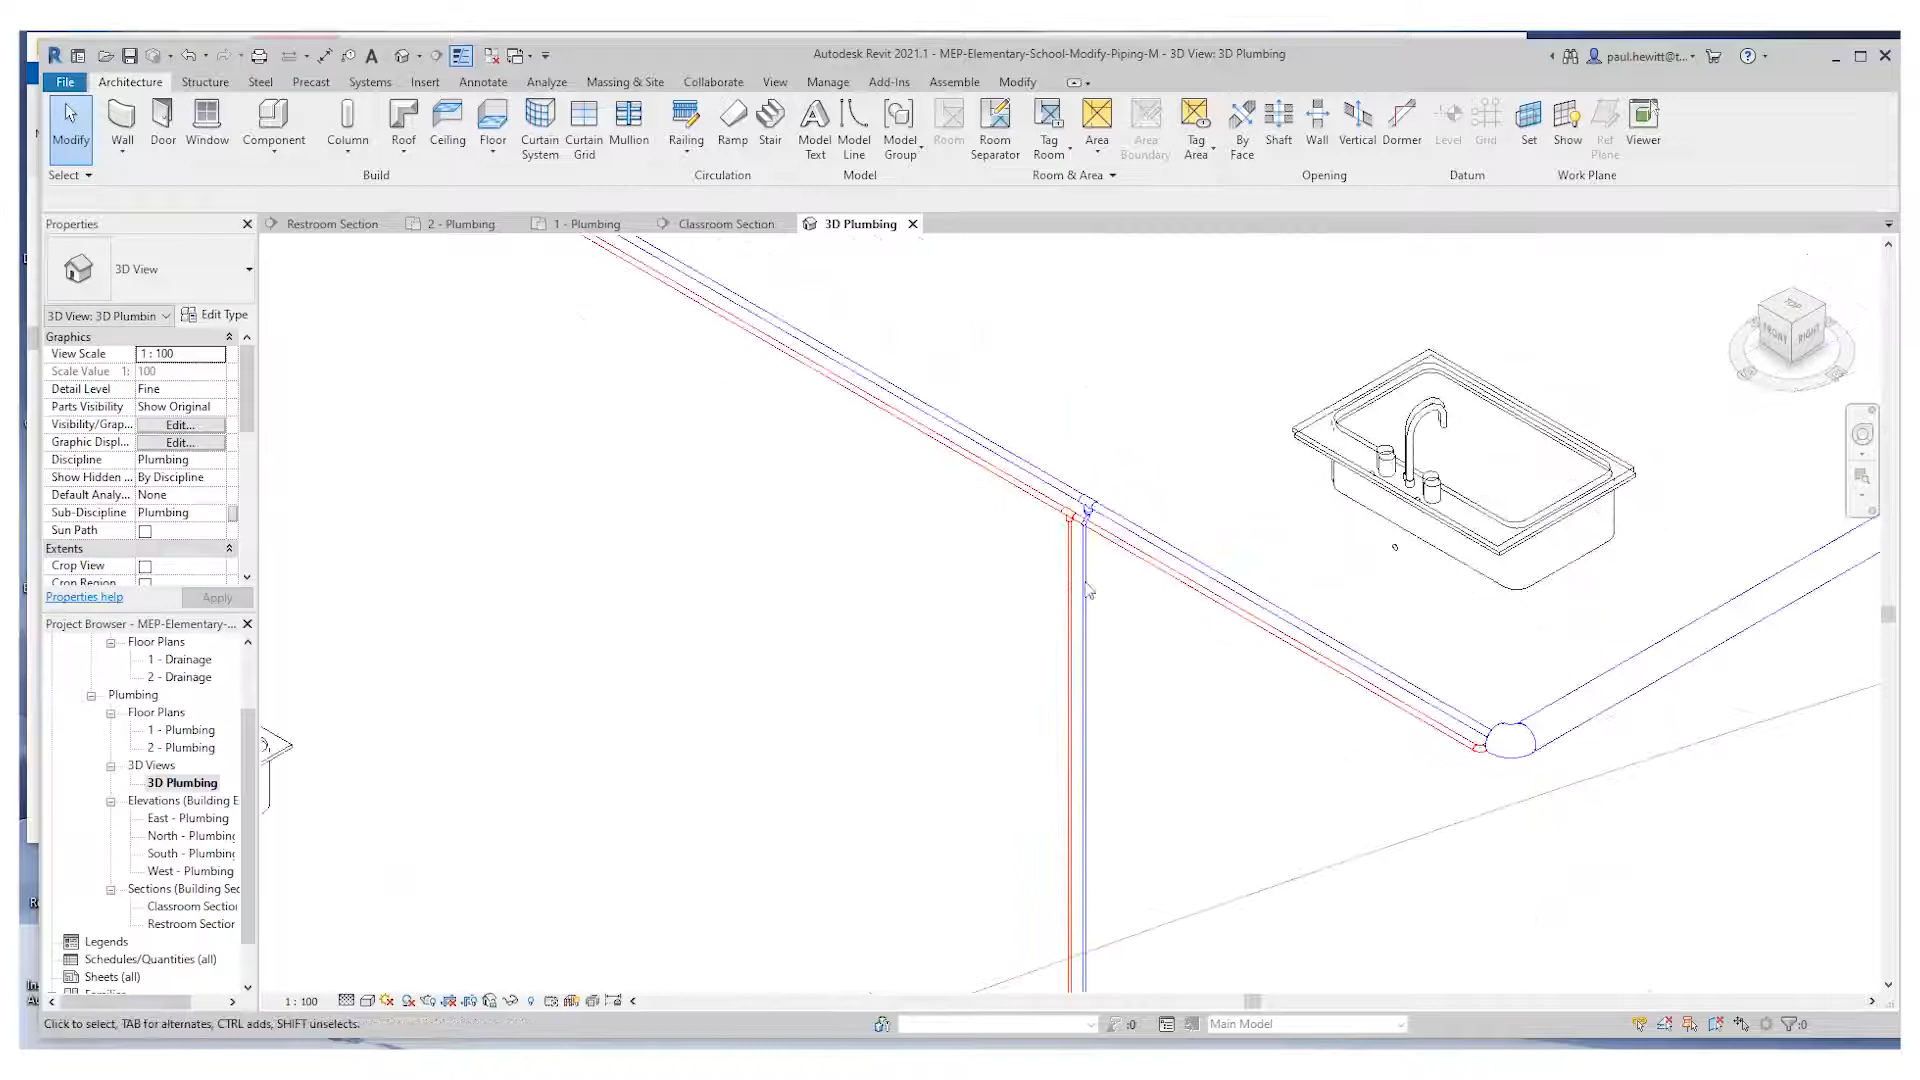 Autodesk Revit 2021.1 - MEP-Elementary-School-Modify-Piping-M - 3D View: 3D Plumbing
paul.hewitt@t...
File Architecture Structure Steel Precast Systems Insert Annotate Analyze Massing & Site Collaborate View Manage Add-Ins Assemble Modify
Modify Wall Door Window Component Column Roof Ceiling Floor Curtain System Curtain Grid Mullion Railing Ramp Stair Model Text Model Line Model Group Room Room Separator Tag Room Area Area Boundary Tag Area By Face Shaft Wall Vertical Dormer Level Grid Set Show Ref Plane Viewer
Select Build Circulation Model Room & Area Opening Datum Work Plane
Properties
Restroom Section 2 - Plumbing 1 - Plumbing Classroom Section 3D Plumbing
3D View
3D View: 3D Plumbin Edit Type
Graphics
View Scale 1 : 100
Scale Value 1: 100
Detail Level Fine
Parts Visibility Show Original
Visibility/Grap... Edit...
Graphic Displ... Edit...
Discipline Plumbing
Show Hidden ... By Discipline
Default Analy... None
Sub-Discipline Plumbing
Sun Path
Extents
Crop View
Crop Region
Properties help Apply
Project Browser - MEP-Elementary-...
Floor Plans
1 - Drainage
2 - Drainage
Plumbing
Floor Plans
1 - Plumbing
2 - Plumbing
3D Views
3D Plumbing
Elevations (Building E
East - Plumbing
North - Plumbing
South - Plumbing
West - Plumbing
Sections (Building Sec
Classroom Section
Restroom Section
Legends
Schedules/Quantities (all)
Sheets (all)
TOP
FRONT RIGHT
1 : 100
Click to select, TAB for alternates, CTRL adds, SHIFT unselects.
:0
Main Model
:0